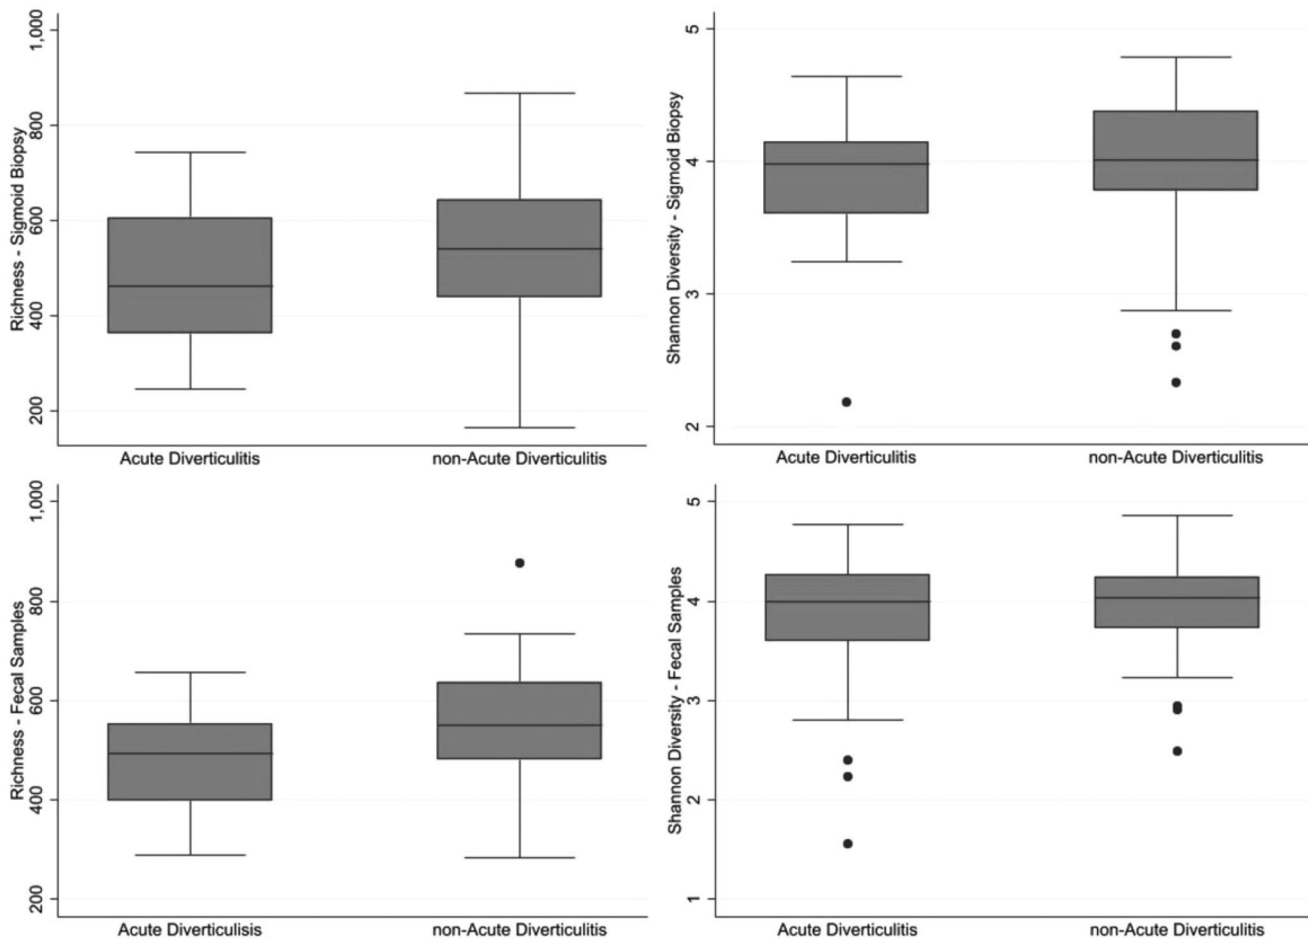 Richness - Sigmoid Biopsy
1,000
800
600
400
200
Acute Diverticulitis
non-Acute Diverticulitis
Shannon Diversity - Sigmoid Biopsy
5
4
3
2
Acute Diverticulitis
non-Acute Diverticulitis
Richness - Fecal Samples
1,000
800
600
400
200
Acute Diverticulisis
non-Acute Diverticulitis
Shannon Diversity - Fecal Samples
5
4
3
2
1
Acute Diverticulitis
non-Acute Diverticulitis